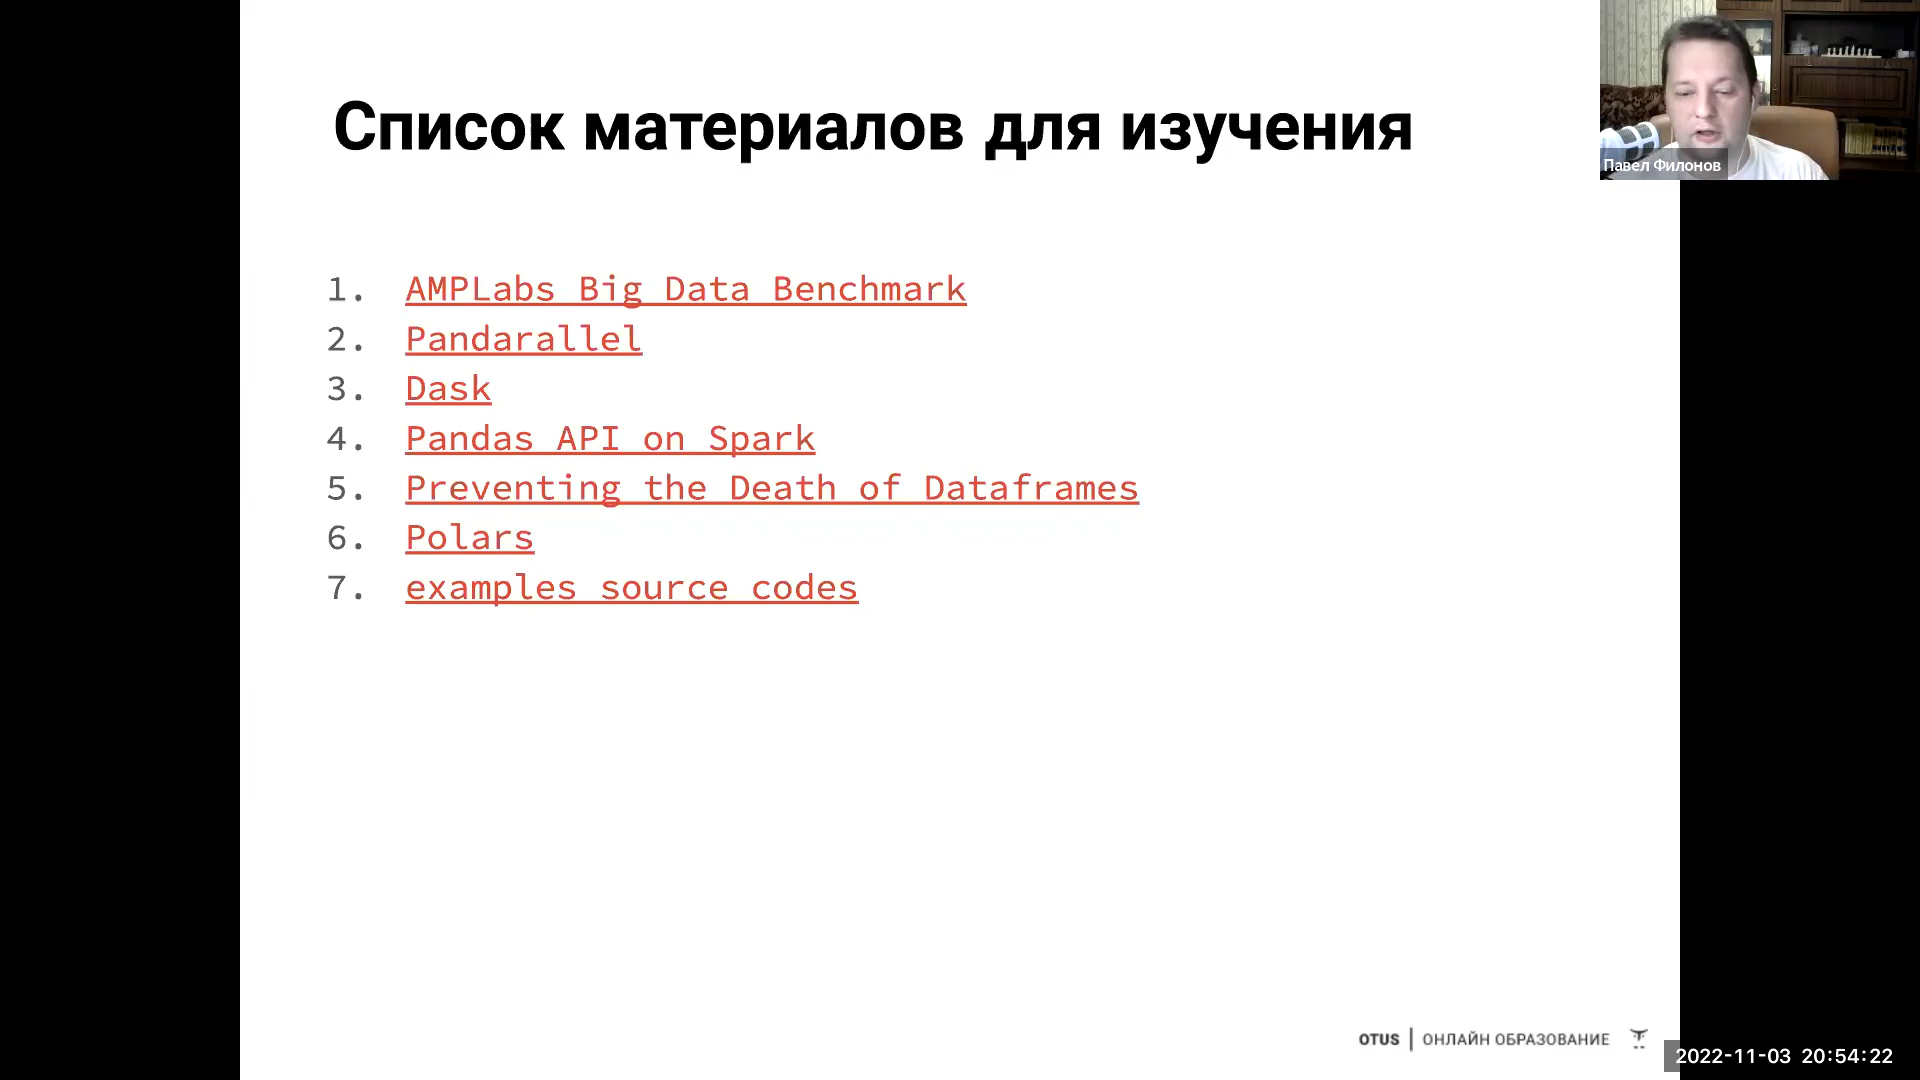 Список материалов для изучения
Павел Филонов
1. AMPLabs Big Data Benchmark
2. Pandarallel
3. Dask
4. Pandas API on Spark
5. Preventing the Death of Dataframes
6. Polars
7. examples source codes
OTUS | ОНЛАЙН ОБРАЗОВАНИЕ
2022-11-03 20:54:22